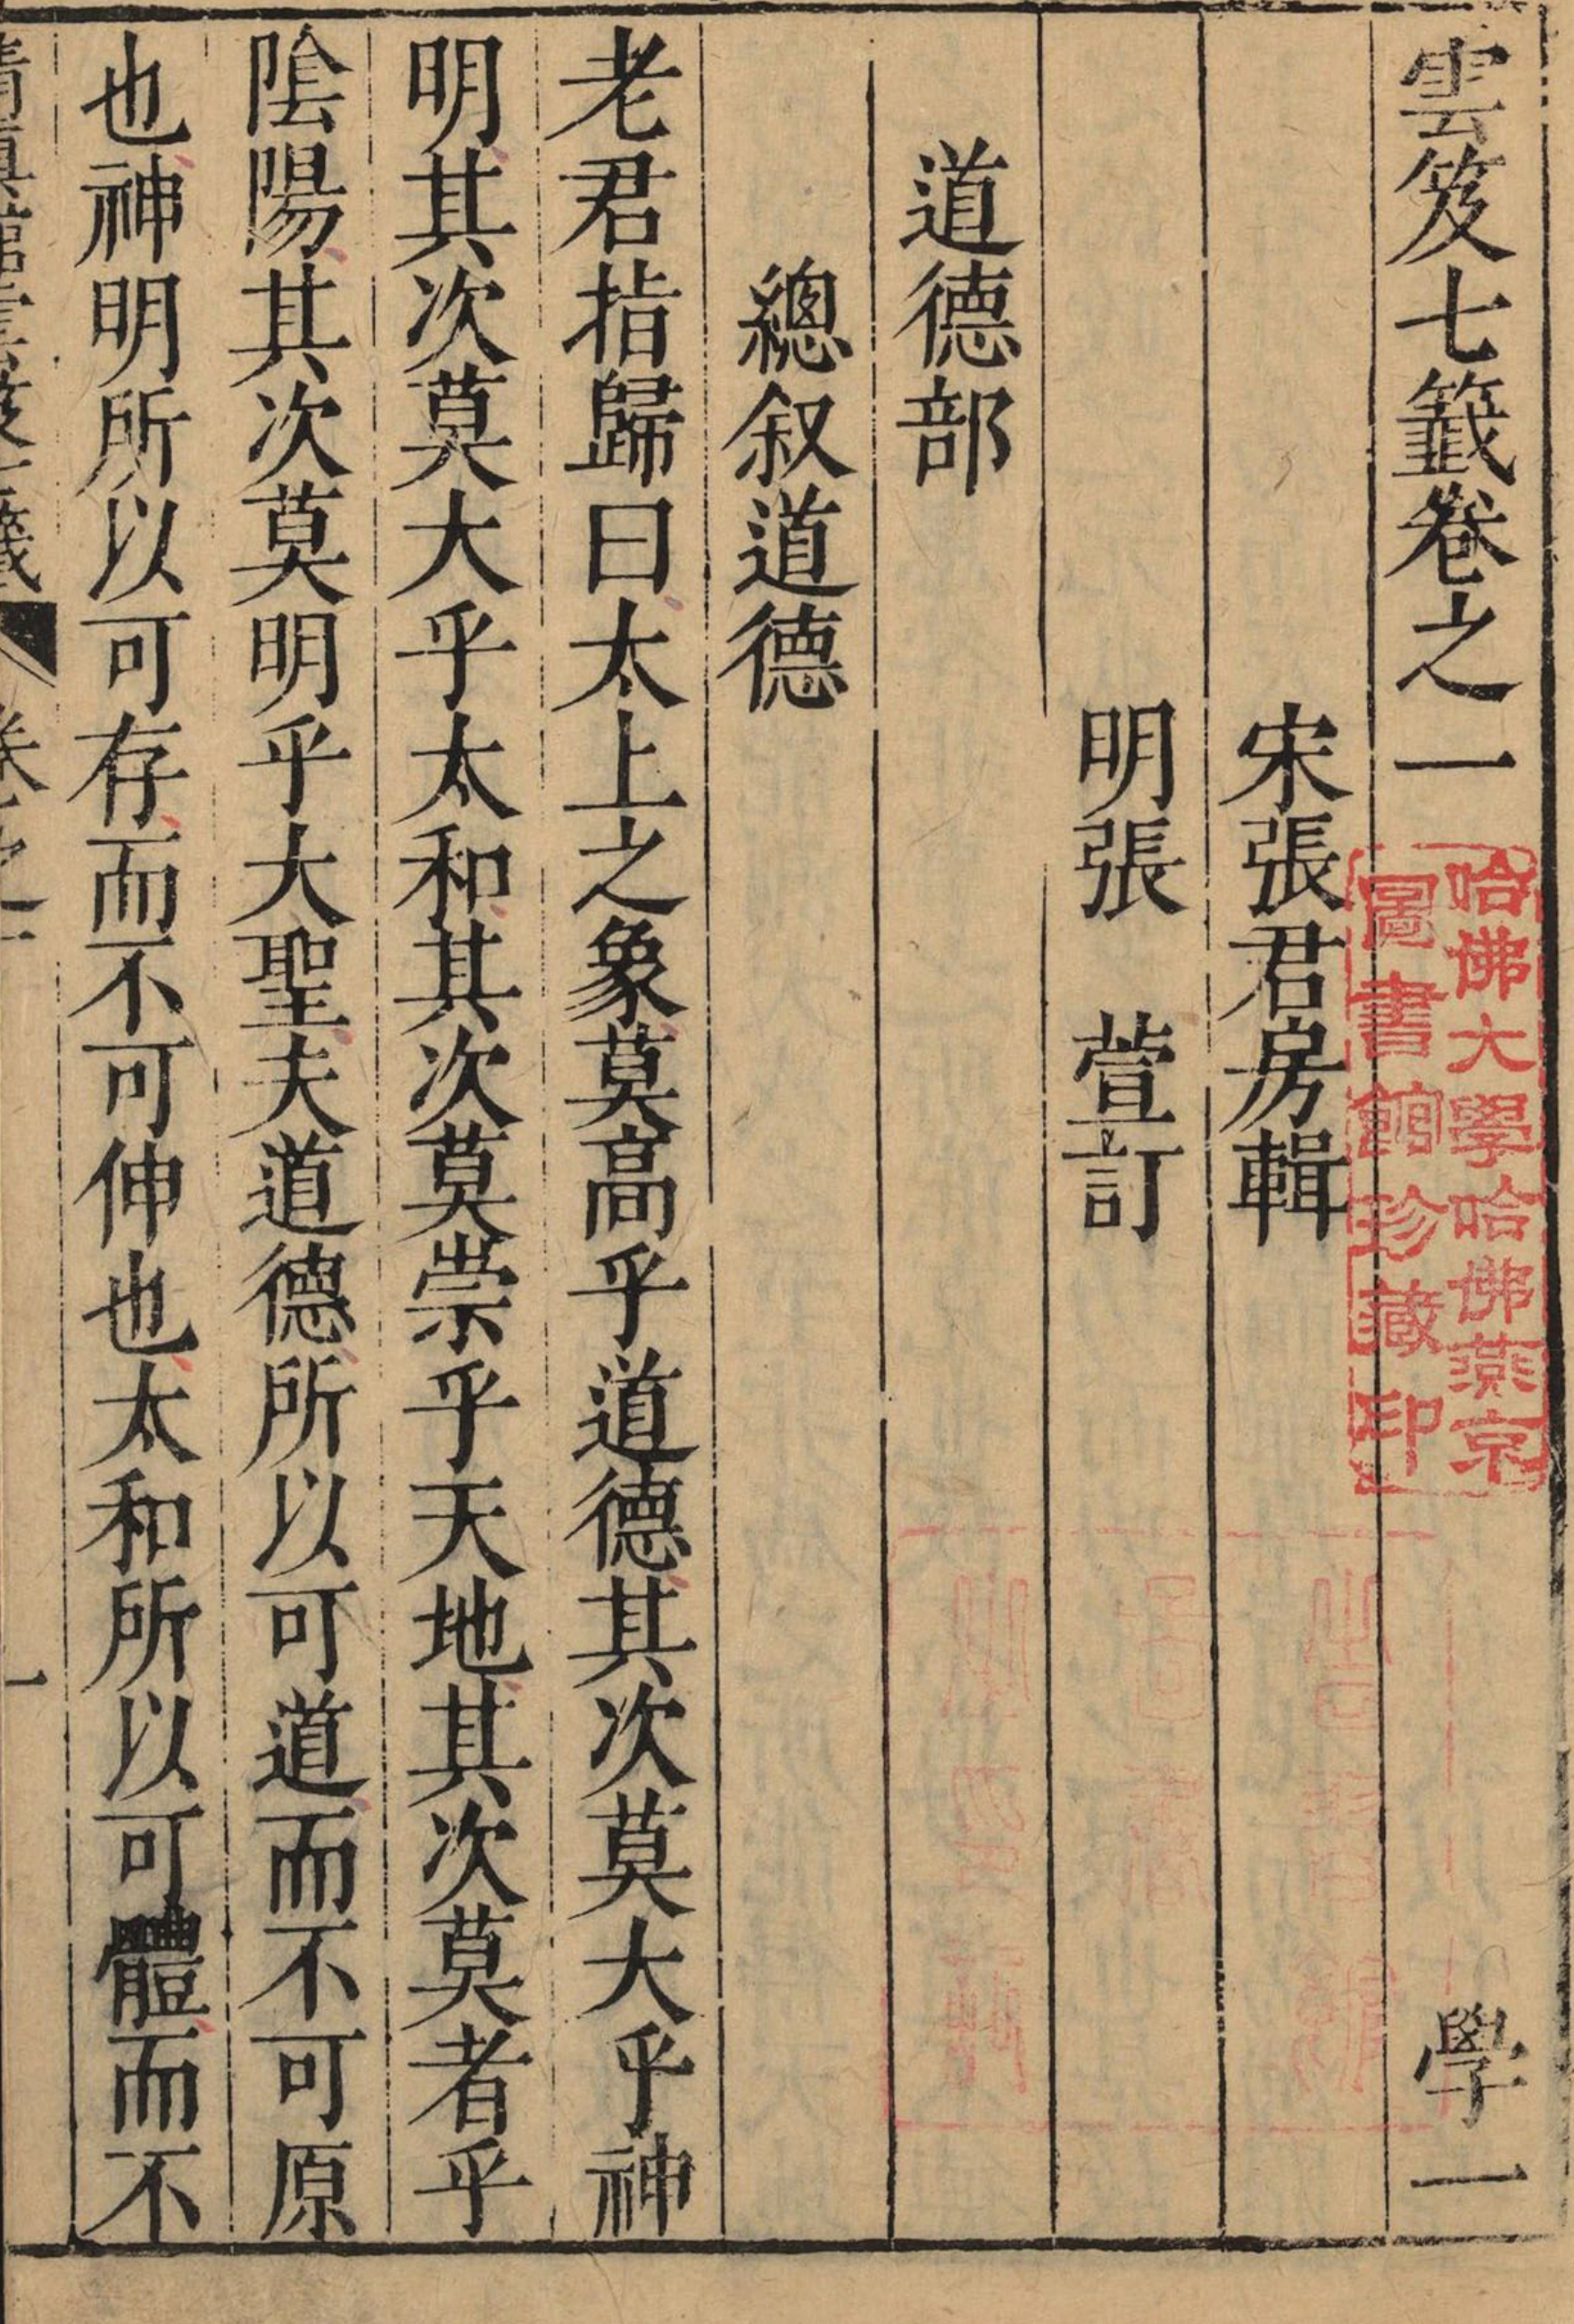 雲笈七籤卷之一 學一
宋張君房輯
明張 萱訂
道德部
總叙道德
老君指歸曰太上之象莫高乎道德其次莫大乎神
明其次莫大乎太和其次莫崇乎天地其次莫著乎
陰陽其次莫明乎大聖夫道德所以可道而不可原
也神明所以可存而不可伸也太和所以可體而不
清真館雲笈七籤 卷之一 一
哈佛大學哈佛燕京
圖書館珍藏印